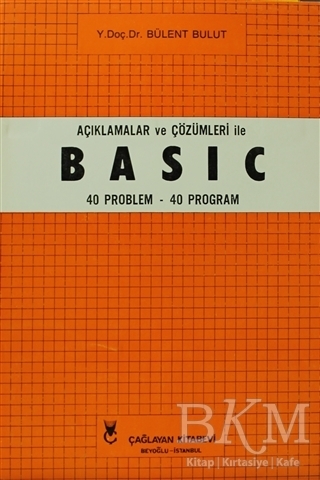 Y.Doç.Dr. BÜLENT BULUT
AÇIKLAMALAR ve ÇÖZÜMLERİ ile
BASIC
40 PROBLEM - 40 PROGRAM
ÇAĞLAYAN KİTABEVİ
BEYOĞLU-İSTANBUL
BKM
Kitap | Kırtasiye | Kafe